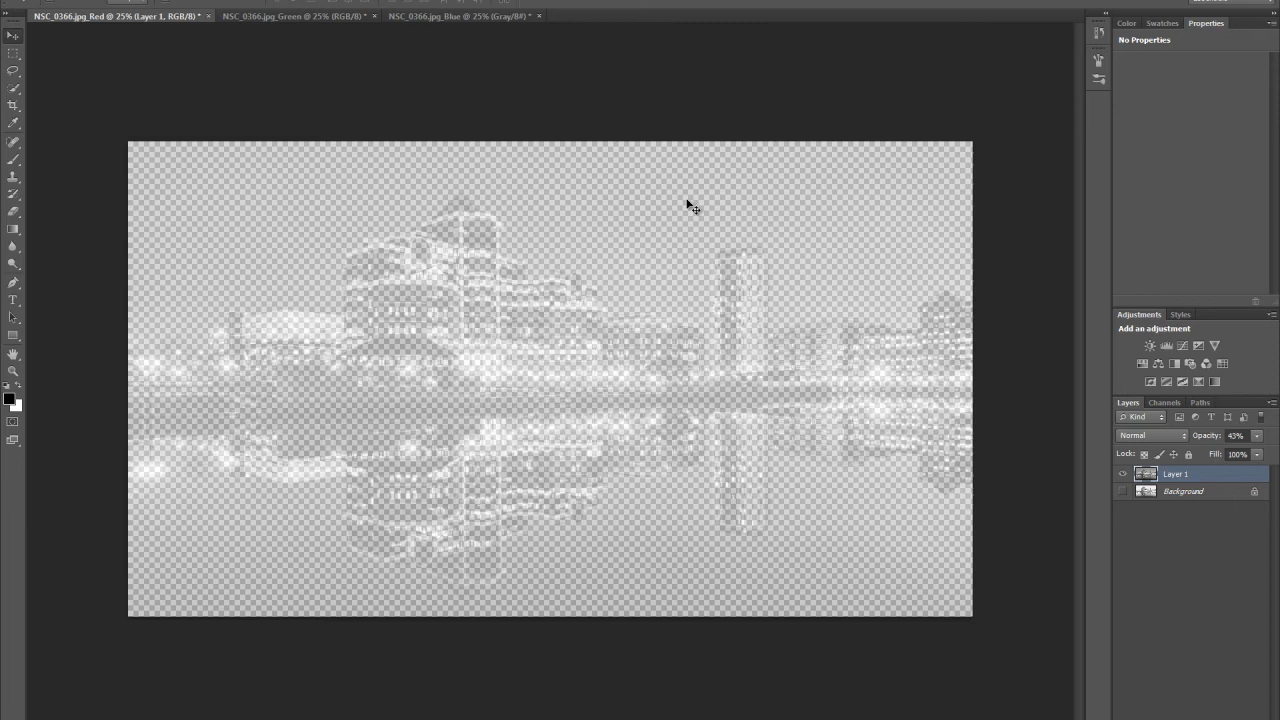 NSC_0366.jpg_Red @ 25% (Layer 1, RGB/8) * × NSC_0366.jpg_Green @ 25% (RGB/8) * × NSC_0366.jpg_Blue @ 25% (Gray/8#) * ×
Color Swatches Properties
No Properties
Adjustments Styles
Add an adjustment
Layers Channels Paths
Kind
Normal Opacity: 43%
Lock: Fill: 100%
Layer 1
Background